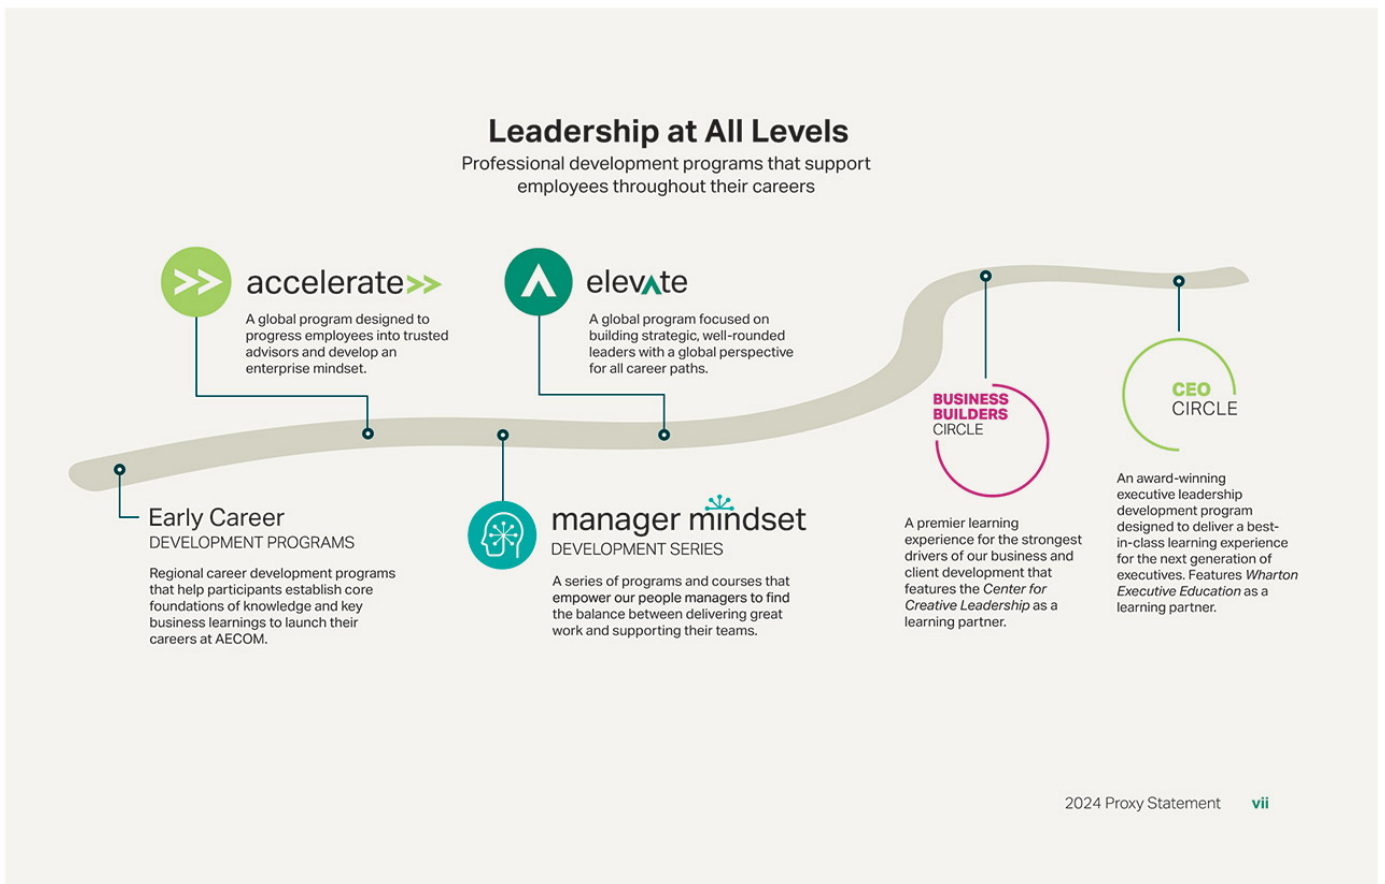 Leadership at All Levels
Professional development programs that support
employees throughout their careers
accelerate
A global program designed to
progress employees into trusted
advisors and develop an
enterprise mindset.
elevate
A global program focused on
building strategic, well-rounded
leaders with a global perspective
for all career paths.
Early Career
DEVELOPMENT PROGRAMS
Regional career development programs
that help participants establish core
foundations of knowledge and key
business learnings to launch their
careers at AECOM.
manager mindset
DEVELOPMENT SERIES
A series of programs and courses that
empower our people managers to find
the balance between delivering great
work and supporting their teams.
BUSINESS
BUILDERS
CIRCLE
A premier learning
experience for the strongest
drivers of our business and
client development that
features the Center for
Creative Leadership as a
learning partner.
CEO
CIRCLE
An award-winning
executive leadership
development program
designed to deliver a best-
in-class learning experience
for the next generation of
executives. Features Wharton
Executive Education as a
learning partner.
2024 Proxy Statement vii